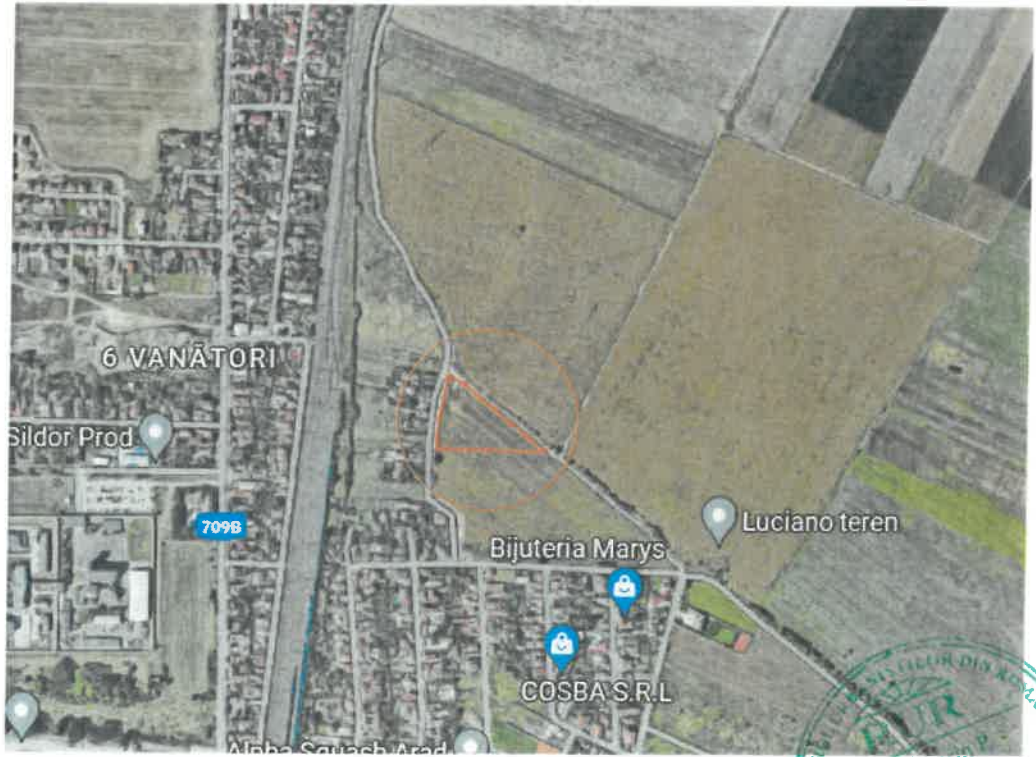 6 VANĂTORI
Sildor Prod
709B
Luciano teren
Bijuteria Marys
COSBA S.R.L
Alpha Squash Arad